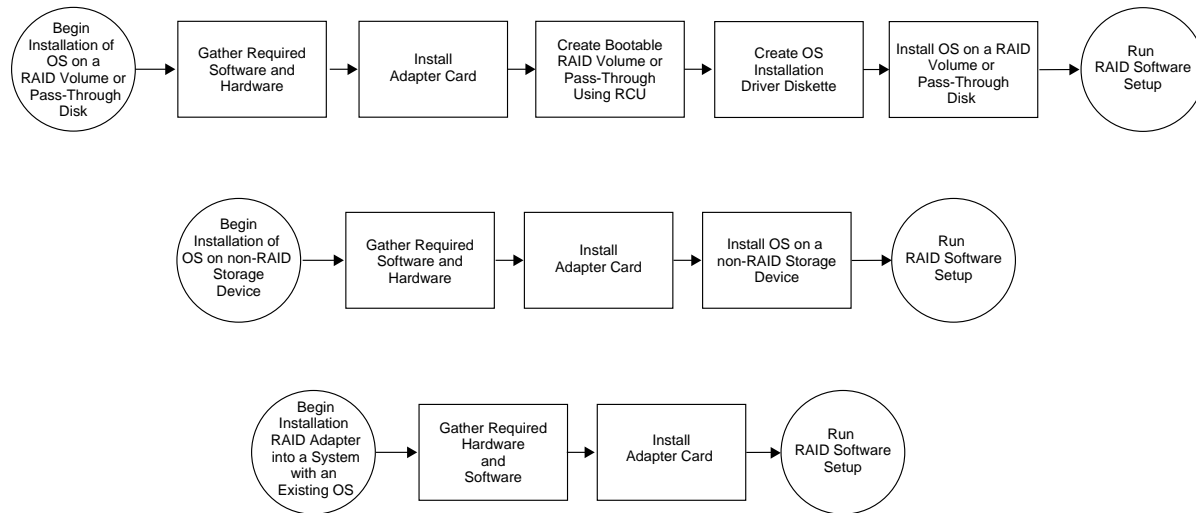 Begin
Installation of
OS on a
RAID Volume or
Pass-Through
Disk
Gather Required
Software and
Hardware
Install
Adapter Card
Create Bootable
RAID Volume or
Pass-Through
Using RCU
Create OS
Installation
Driver Diskette
Install OS on a RAID
Volume or
Pass-Through
Disk
Run
RAID Software
Setup
Begin
Installation of
OS on non-RAID
Storage
Device
Gather Required
Software and
Hardware
Install
Adapter Card
Install OS on a
non-RAID Storage
Device
Run
RAID Software
Setup
Begin
Installation
RAID Adapter
into a System
with an
Existing OS
Gather Required
Hardware
and
Software
Install
Adapter Card
Run
RAID Software
Setup